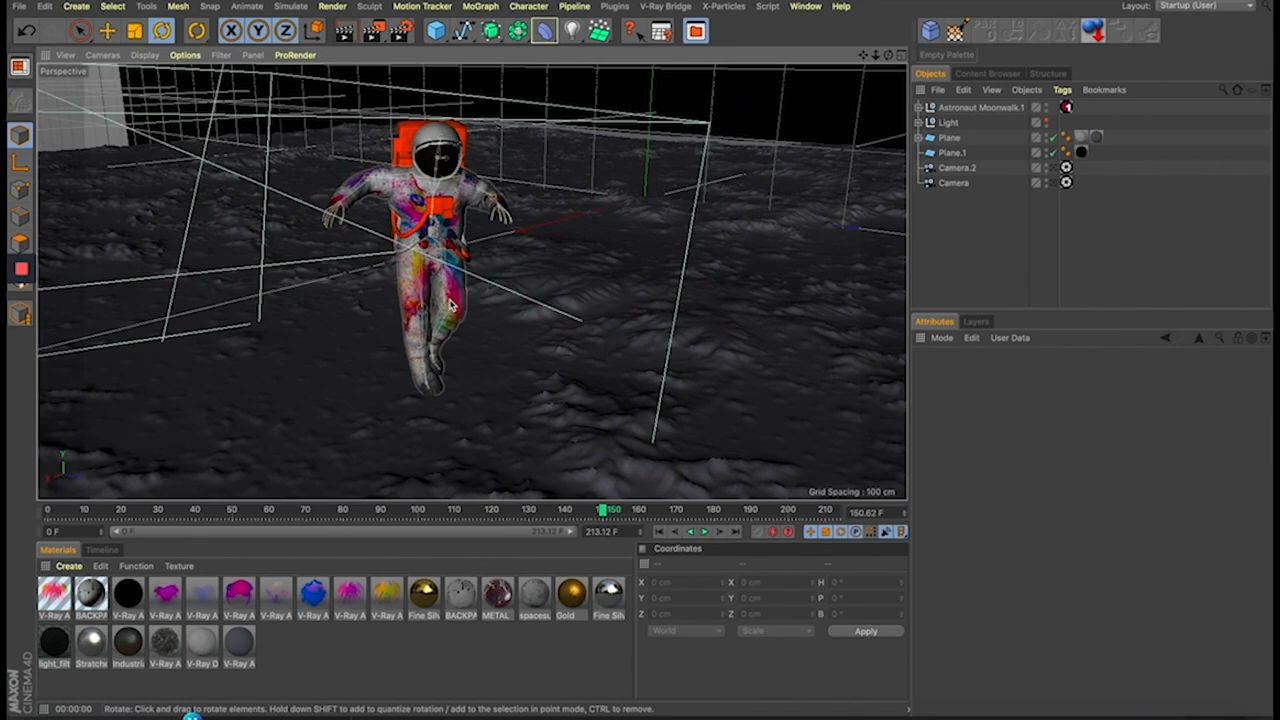 File Edit Create Select Tools Mesh Snap Animate Simulate Render Sculpt Motion Tracker MoGraph Character Pipeline Plugins V-Ray Bridge X-Particles Script Window Help Layout: Startup (User)
X Y Z
Empty Palette
View Cameras Display Options Filter Panel ProRender
Perspective
Objects Content Browser Structure
File Edit View Objects Tags Bookmarks
Astronaut Moonwalk.1
Light
Plane
Plane.1
Camera.2
Camera
Attributes Layers
Mode Edit User Data
Y
X
Grid Spacing : 100 cm
0 10 20 30 40 50 60 70 80 90 100 110 120 130 140 150 160 170 180 190 200 210 150.62 F
0 F 0 F 213.12 F 213.12 F
Materials Timeline
Create Edit Function Texture
V-Ray A BACKPA V-Ray A V-Ray A V-Ray A V-Ray A V-Ray A V-Ray A V-Ray A V-Ray A Fine Silv BACKPA METAL spacesu Gold Fine Silv
light_filt Stratche Industri V-Ray A V-Ray D V-Ray A
Coordinates
-- -- --
X 0 cm X 0 cm H 0 °
Y 0 cm Y 0 cm P 0 °
Z 0 cm Z 0 cm B 0 °
World Scale Apply
MAXON CINEMA 4D
00:00:00 Rotate: Click and drag to rotate elements. Hold down SHIFT to add to quantize rotation / add to the selection in point mode, CTRL to remove.